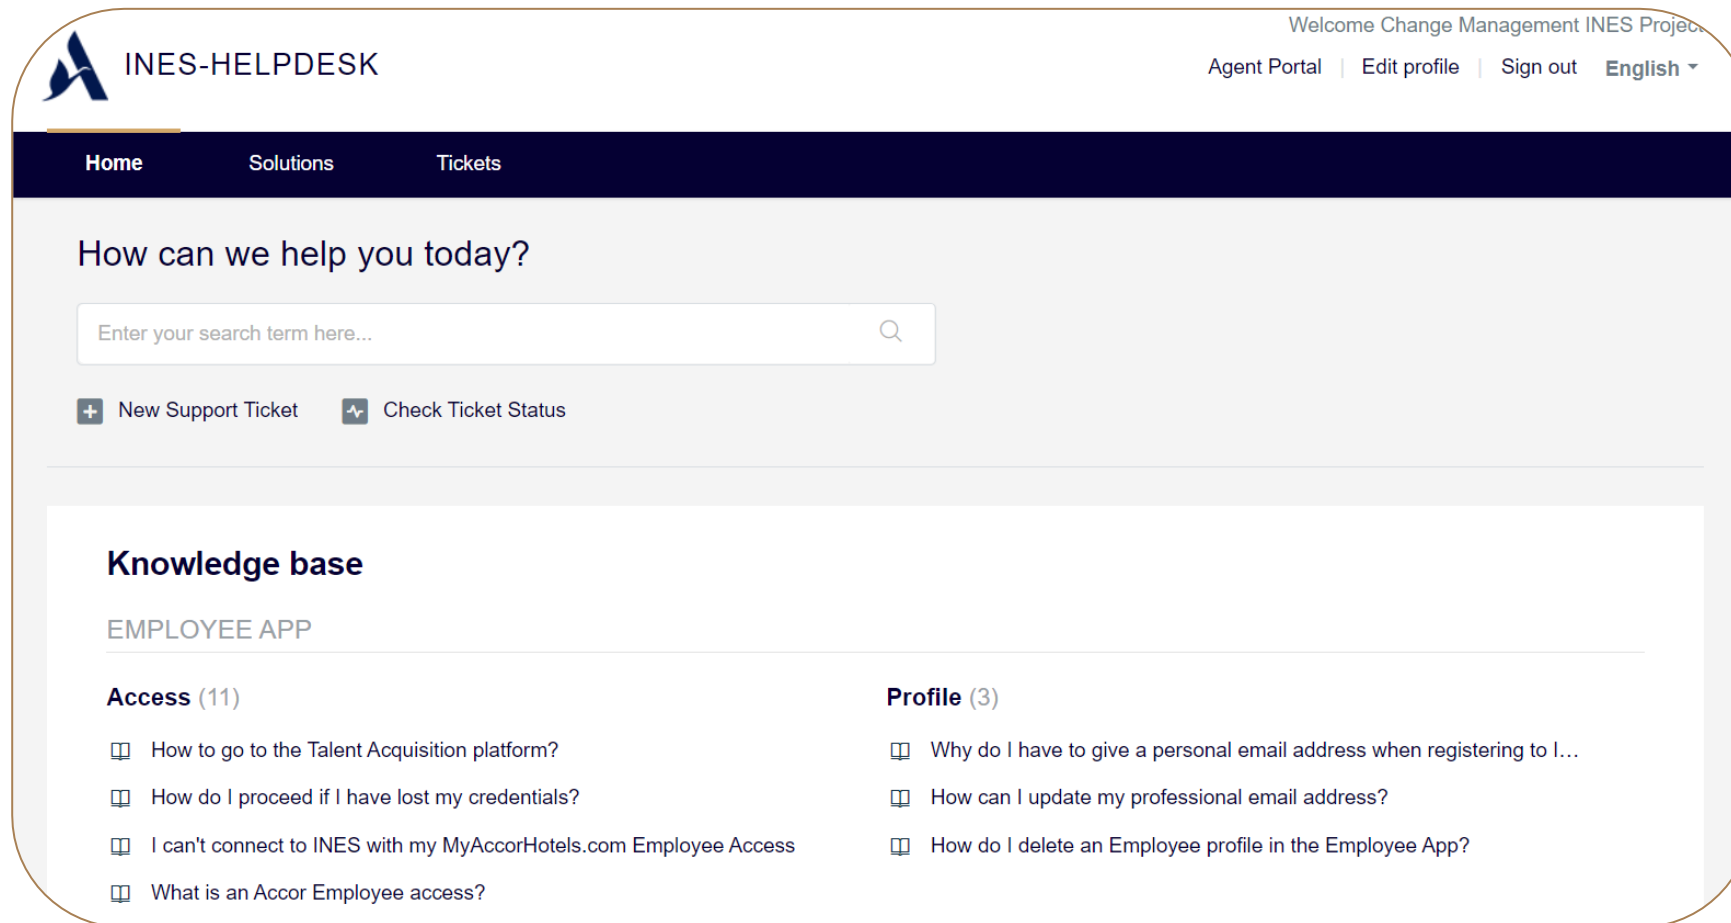 Welcome Change Management INES Project
INES-HELPDESK
Agent Portal | Edit profile | Sign out English
Home Solutions Tickets
How can we help you today?
Enter your search term here...
New Support Ticket Check Ticket Status
Knowledge base
EMPLOYEE APP
Access (11)
How to go to the Talent Acquisition platform?
How do I proceed if I have lost my credentials?
I can't connect to INES with my MyAccorHotels.com Employee Access
What is an Accor Employee access?
Profile (3)
Why do I have to give a personal email address when registering to I...
How can I update my professional email address?
How do I delete an Employee profile in the Employee App?